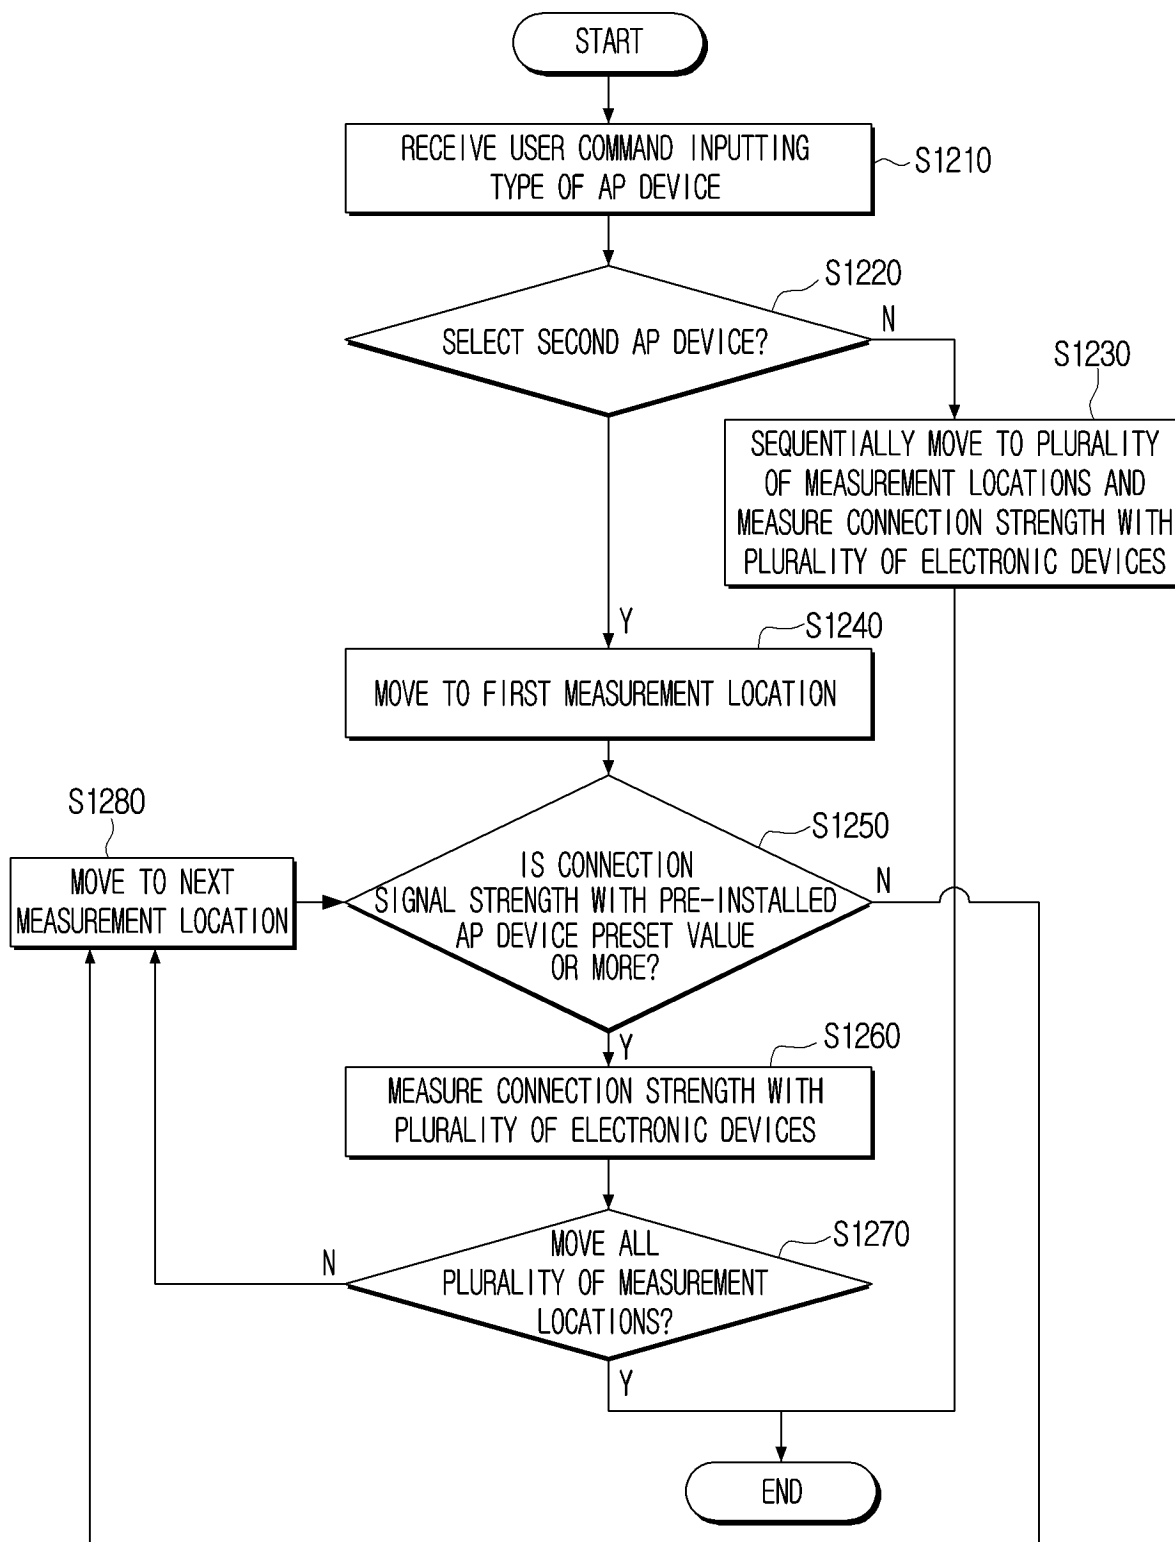 START
RECEIVE USER COMMAND INPUTTING
TYPE OF AP DEVICE
S1210
S1220
SELECT SECOND AP DEVICE?
N
S1230
SEQUENTIALLY MOVE TO PLURALITY
OF MEASUREMENT LOCATIONS AND
MEASURE CONNECTION STRENGTH WITH
PLURALITY OF ELECTRONIC DEVICES
Y
S1240
MOVE TO FIRST MEASUREMENT LOCATION
S1280
MOVE TO NEXT
MEASUREMENT LOCATION
S1250
IS CONNECTION
SIGNAL STRENGTH WITH PRE-INSTALLED
AP DEVICE PRESET VALUE
OR MORE?
N
Y
S1260
MEASURE CONNECTION STRENGTH WITH
PLURALITY OF ELECTRONIC DEVICES
S1270
MOVE ALL
PLURALITY OF MEASUREMENT
LOCATIONS?
N
Y
END